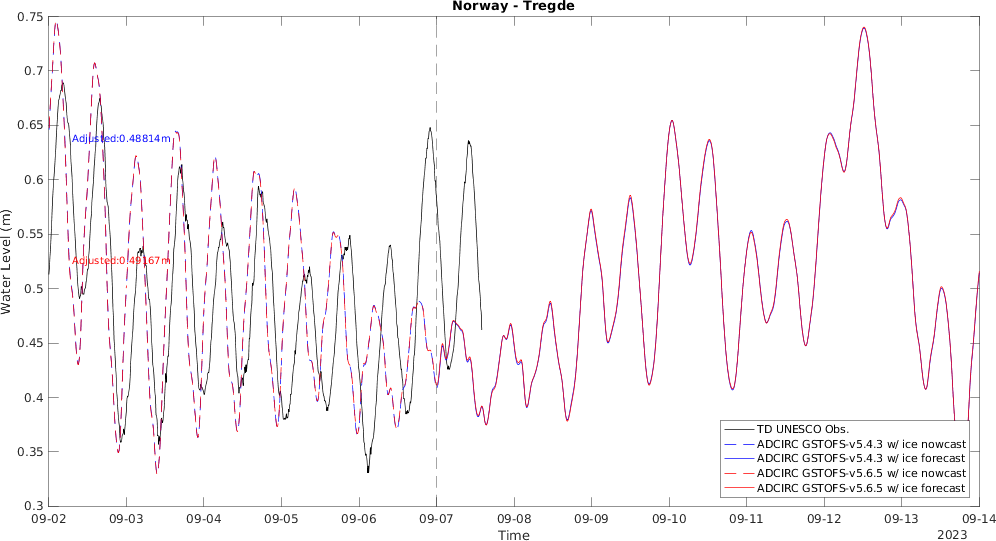 Norway - Tregde
0.75
0.7
0.65
0.6
0.55
0.5
0.45
0.4
0.35
0.3
Water Level (m)
Adjusted:0.48814m
Adjusted:0.49167m
TD UNESCO Obs.
ADCIRC GSTOFS-v5.4.3 w/ ice nowcast
ADCIRC GSTOFS-v5.4.3 w/ ice forecast
ADCIRC GSTOFS-v5.6.5 w/ ice nowcast
ADCIRC GSTOFS-v5.6.5 w/ ice forecast
09-02 09-03 09-04 09-05 09-06 09-07 09-08 09-09 09-10 09-11 09-12 09-13 09-14
Time
2023